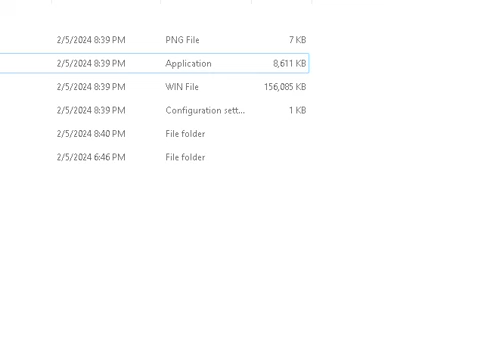 2/5/2024 8:39 PM PNG File 7 KB
2/5/2024 8:39 PM Application 8,611 KB
2/5/2024 8:39 PM WIN File 156,085 KB
2/5/2024 8:39 PM Configuration sett... 1 KB
2/5/2024 8:40 PM File folder
2/5/2024 6:46 PM File folder